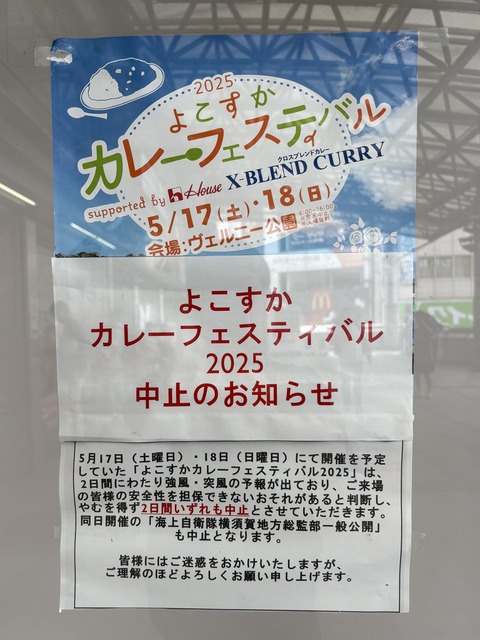 2025
よこすか
カレーフェスティバル
クロスブレンドカレー
supported by House X-BLEND CURRY
5/17(土)・18(日)
会場:ヴェルニー公園
よこすか
カレーフェスティバル
2025
中止のお知らせ
5月17日（土曜日）・18日（日曜日）にて開催を予定
していた「よこすかカレーフェスティバル2025」は、
2日間にわたり強風・突風の予報が出ており、ご来場
の皆様の安全性を担保できないおそれがあると判断し、
やむを得ず2日間いずれも中止とさせていただきます。
同日開催の「海上自衛隊横須賀地方総監部一般公開」
も中止となります。
皆様にはご迷惑をおかけいたしますが、
ご理解のほどよろしくお願い申し上げます。